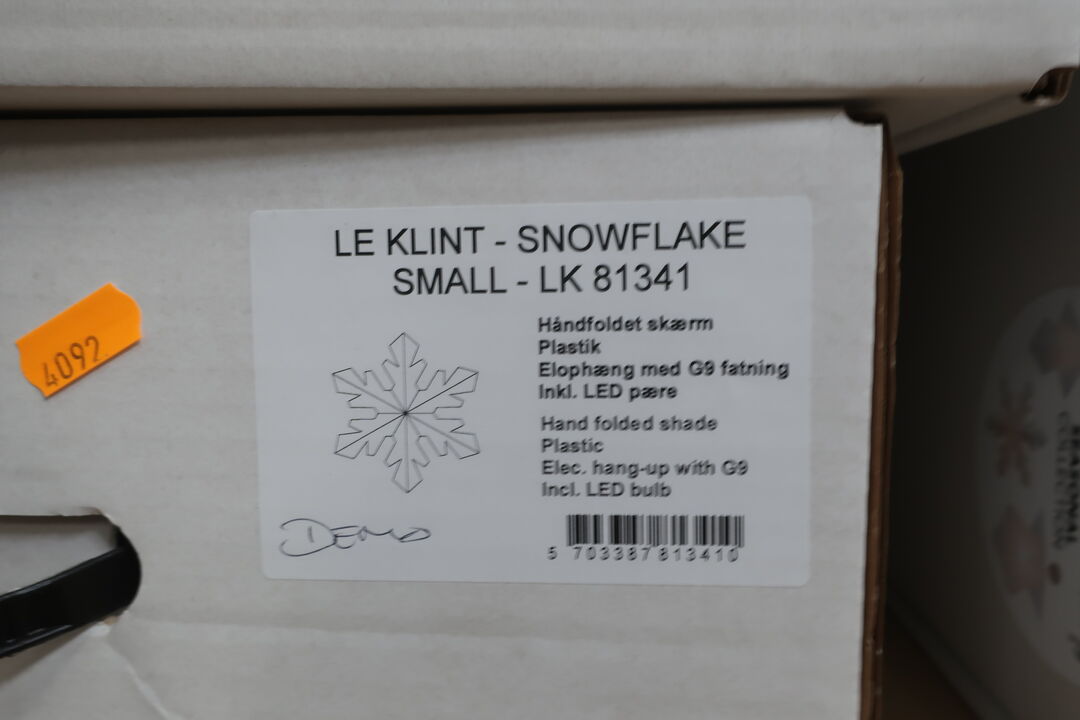 LE KLINT - SNOWFLAKE
SMALL - LK 81341
Håndfoldet skærm
Plastik
Elophæng med G9 fatning
Inkl. LED pære
Hand folded shade
Plastic
Elec. hang-up with G9
Incl. LED bulb
DEMO
5 703387 813410
4092